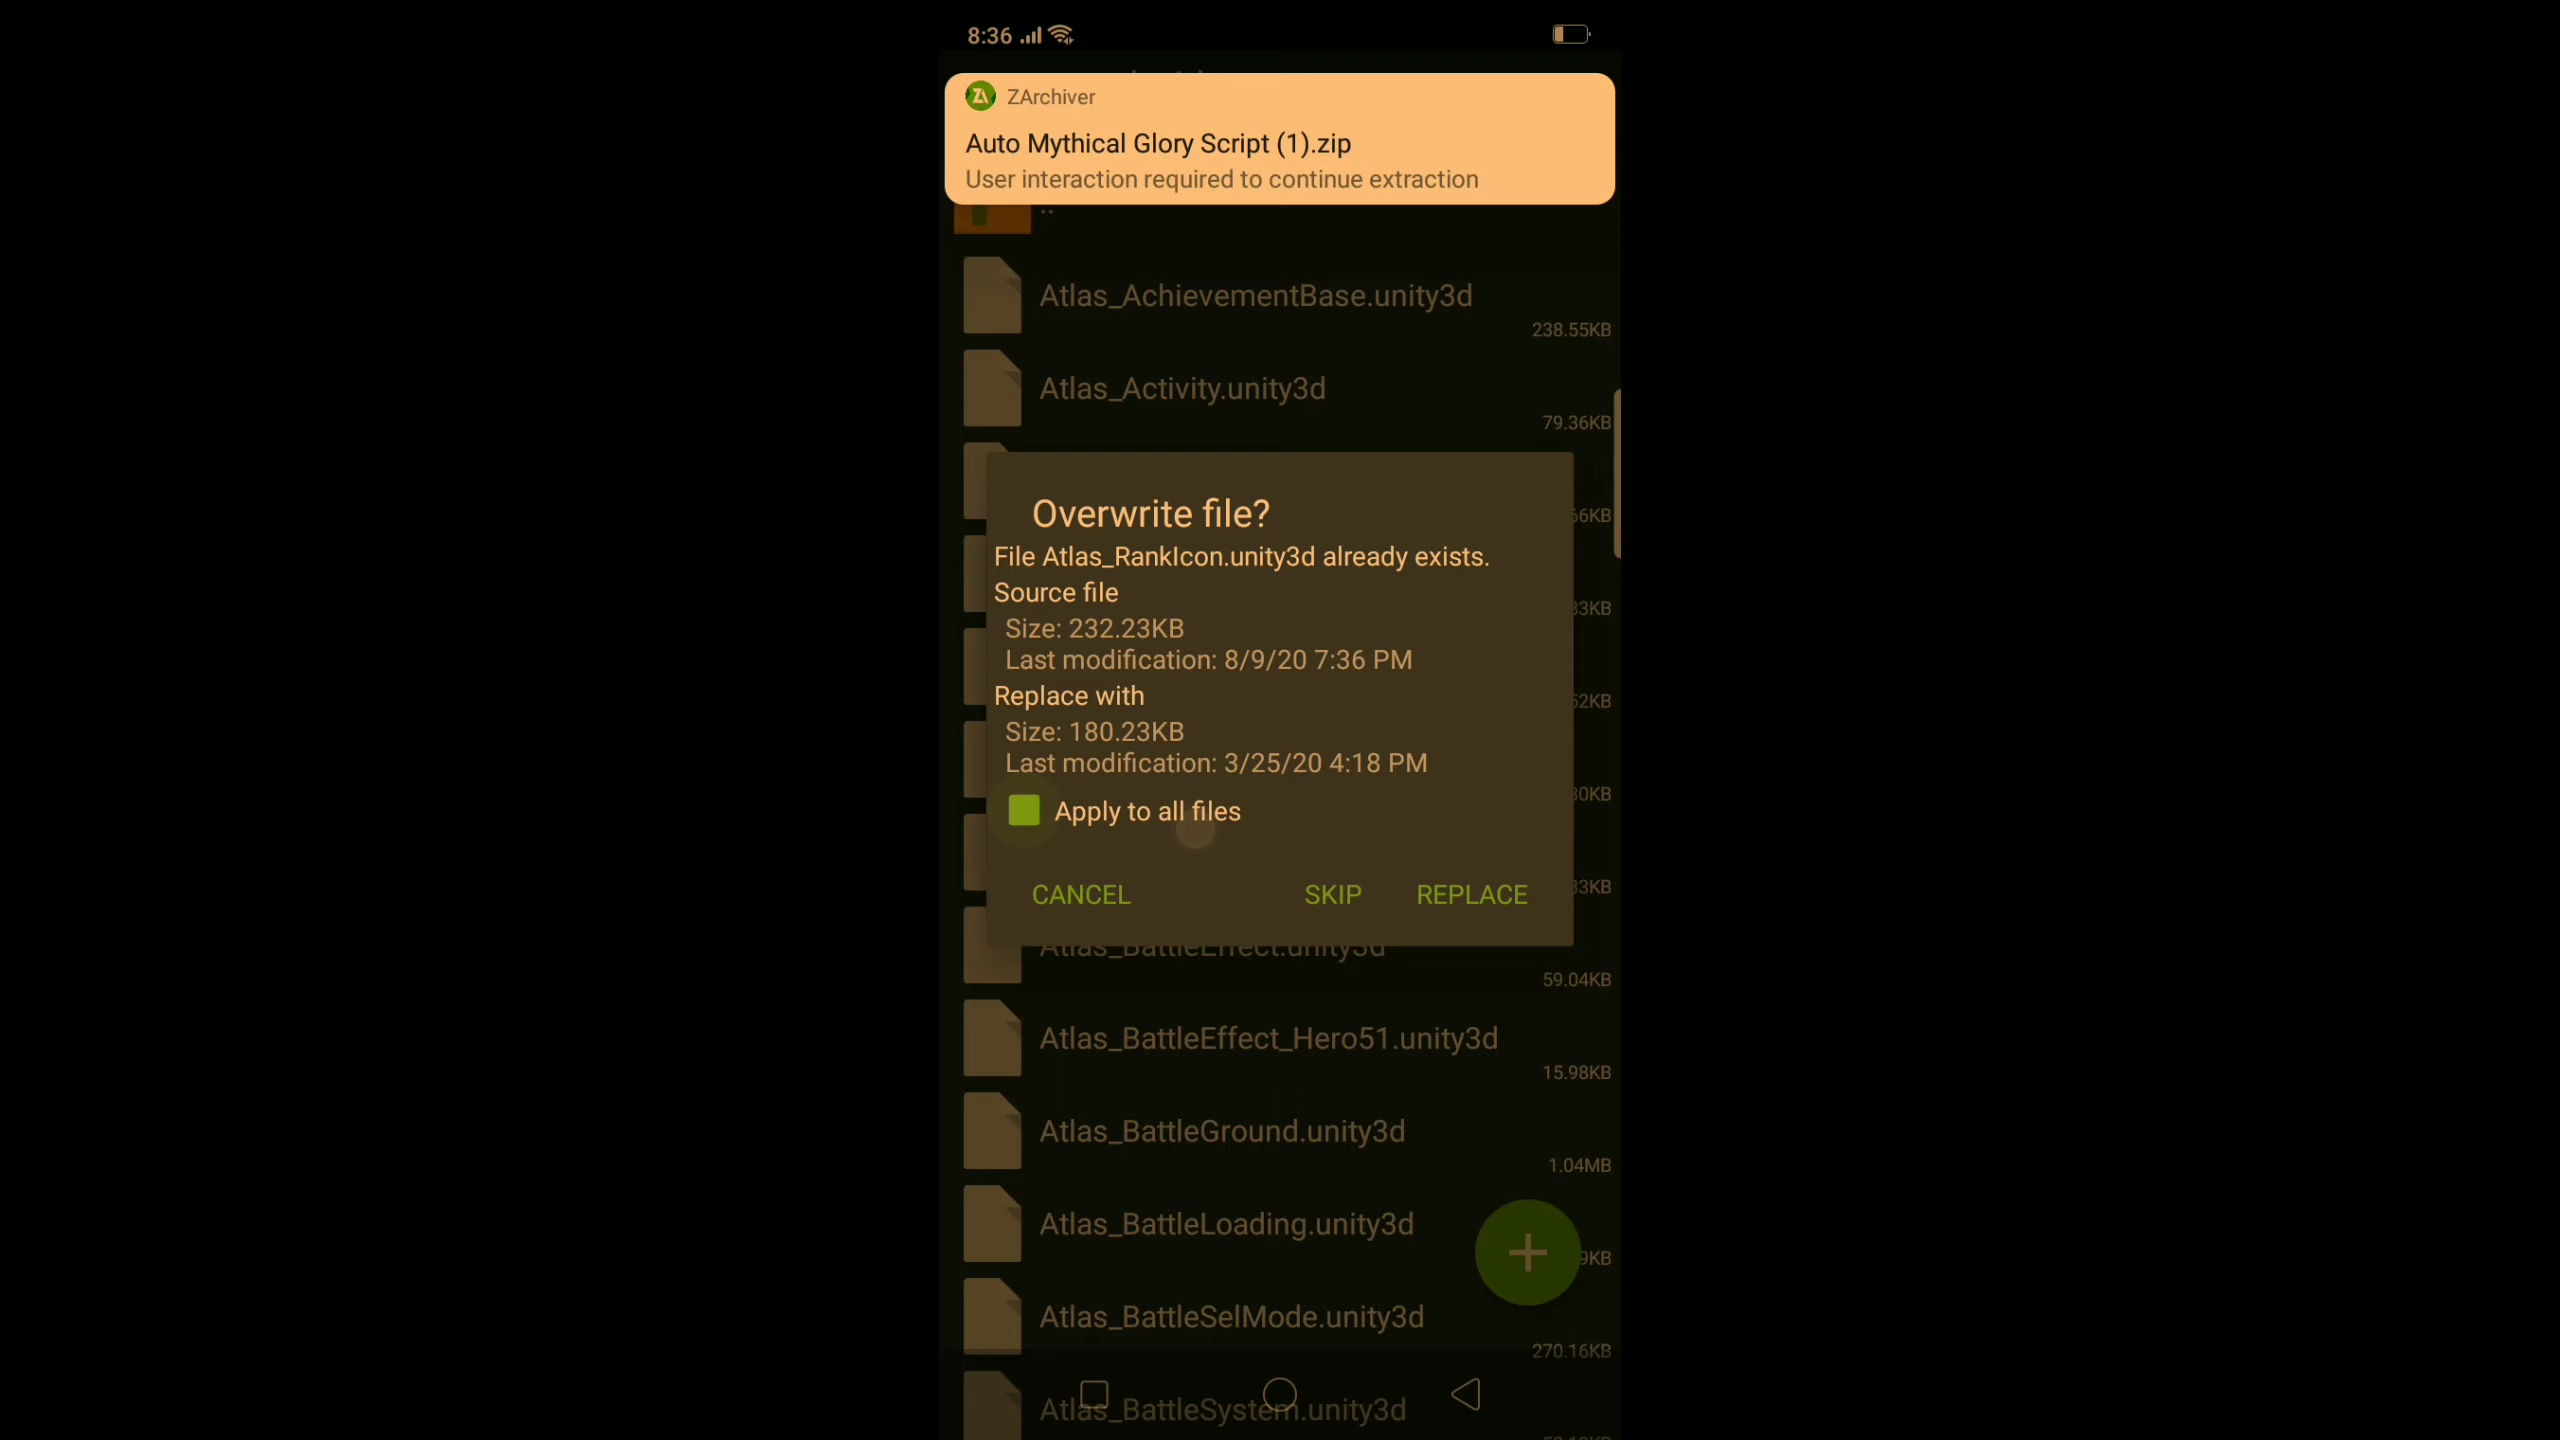 8:36
ZArchiver
Auto Mythical Glory Script (1).zip
User interaction required to continue extraction
..
Atlas_AchievementBase.unity3d
238.55KB
Atlas_Activity.unity3d
79.36KB
Overwrite file?
File Atlas_RankIcon.unity3d already exists.
Source file
Size: 232.23KB
Last modification: 8/9/20 7:36 PM
Replace with
Size: 180.23KB
Last modification: 3/25/20 4:18 PM
Apply to all files
CANCEL SKIP REPLACE
Atlas_BattleEffect.unity3d
59.04KB
Atlas_BattleEffect_Hero51.unity3d
15.98KB
Atlas_BattleGround.unity3d
1.04MB
Atlas_BattleLoading.unity3d
9KB
Atlas_BattleSelMode.unity3d
270.16KB
Atlas_BattleSystem.unity3d